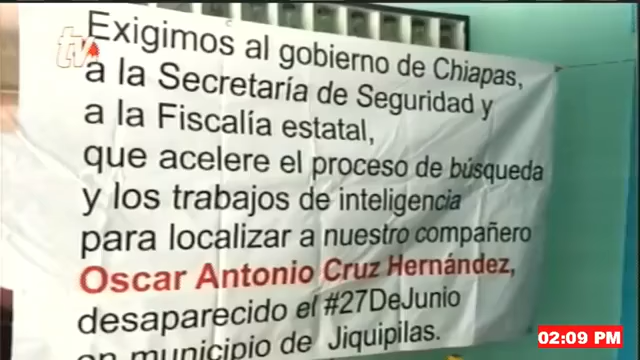 tv
Exigimos al gobierno de Chiapas,
a la Secretaría de Seguridad y
a la Fiscalía estatal,
que acelere el proceso de búsqueda
y los trabajos de inteligencia
para localizar a nuestro compañero
Oscar Antonio Cruz Hernández,
desaparecido el #27DeJunio
en municipio de Jiquipilas.
02:09 PM